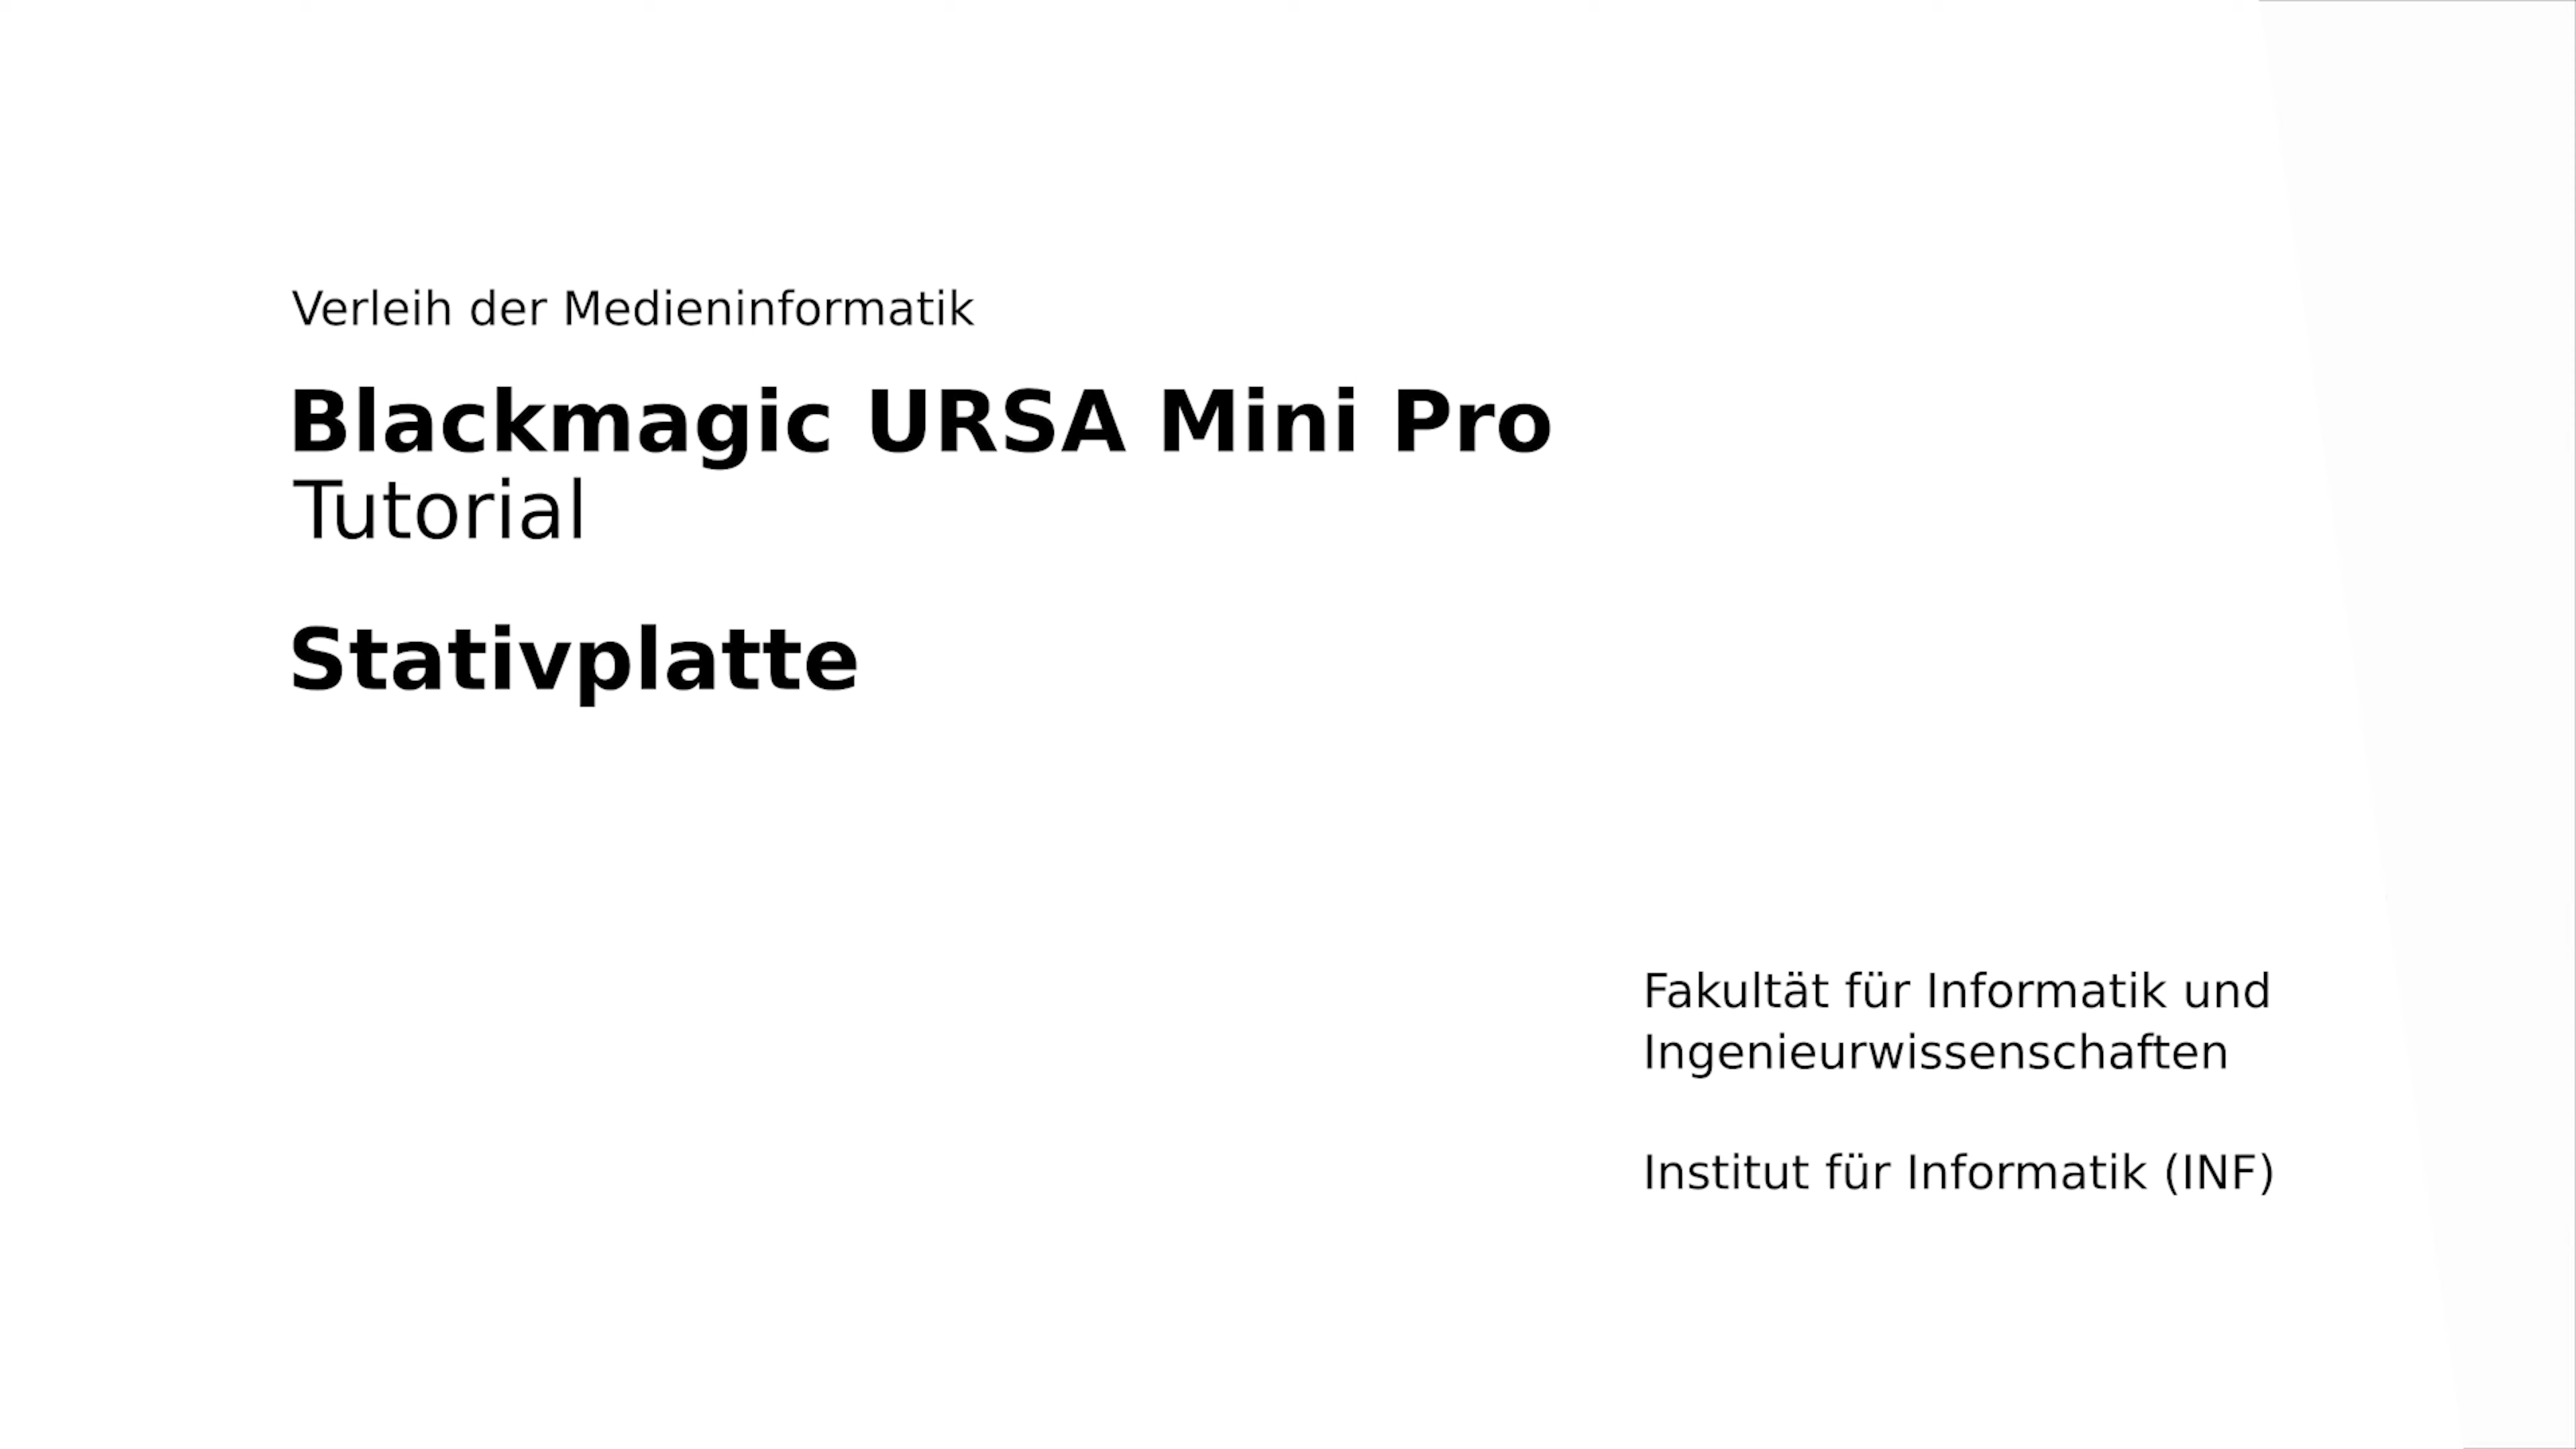 Verleih der Medieninformatik
Blackmagic URSA Mini Pro
Tutorial
Stativplatte
Fakultät für Informatik und
Ingenieurwissenschaften
Institut für Informatik (INF)